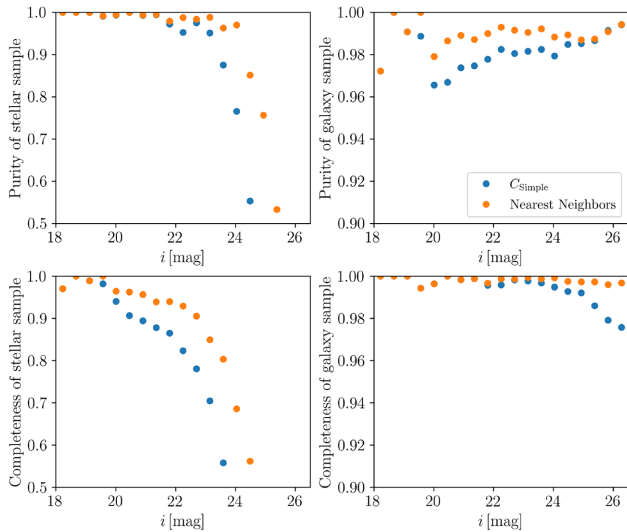 Purity of stellar sample
1.0
0.9
0.8
0.7
0.6
0.5
18 20 22 24 26
i [mag]
Purity of galaxy sample
1.00
0.98
0.96
0.94
0.92
0.90
18 20 22 24 26
i [mag]
C_Simple
Nearest Neighbors
Completeness of stellar sample
1.0
0.9
0.8
0.7
0.6
0.5
18 20 22 24 26
i [mag]
Completeness of galaxy sample
1.00
0.98
0.96
0.94
0.92
0.90
18 20 22 24 26
i [mag]